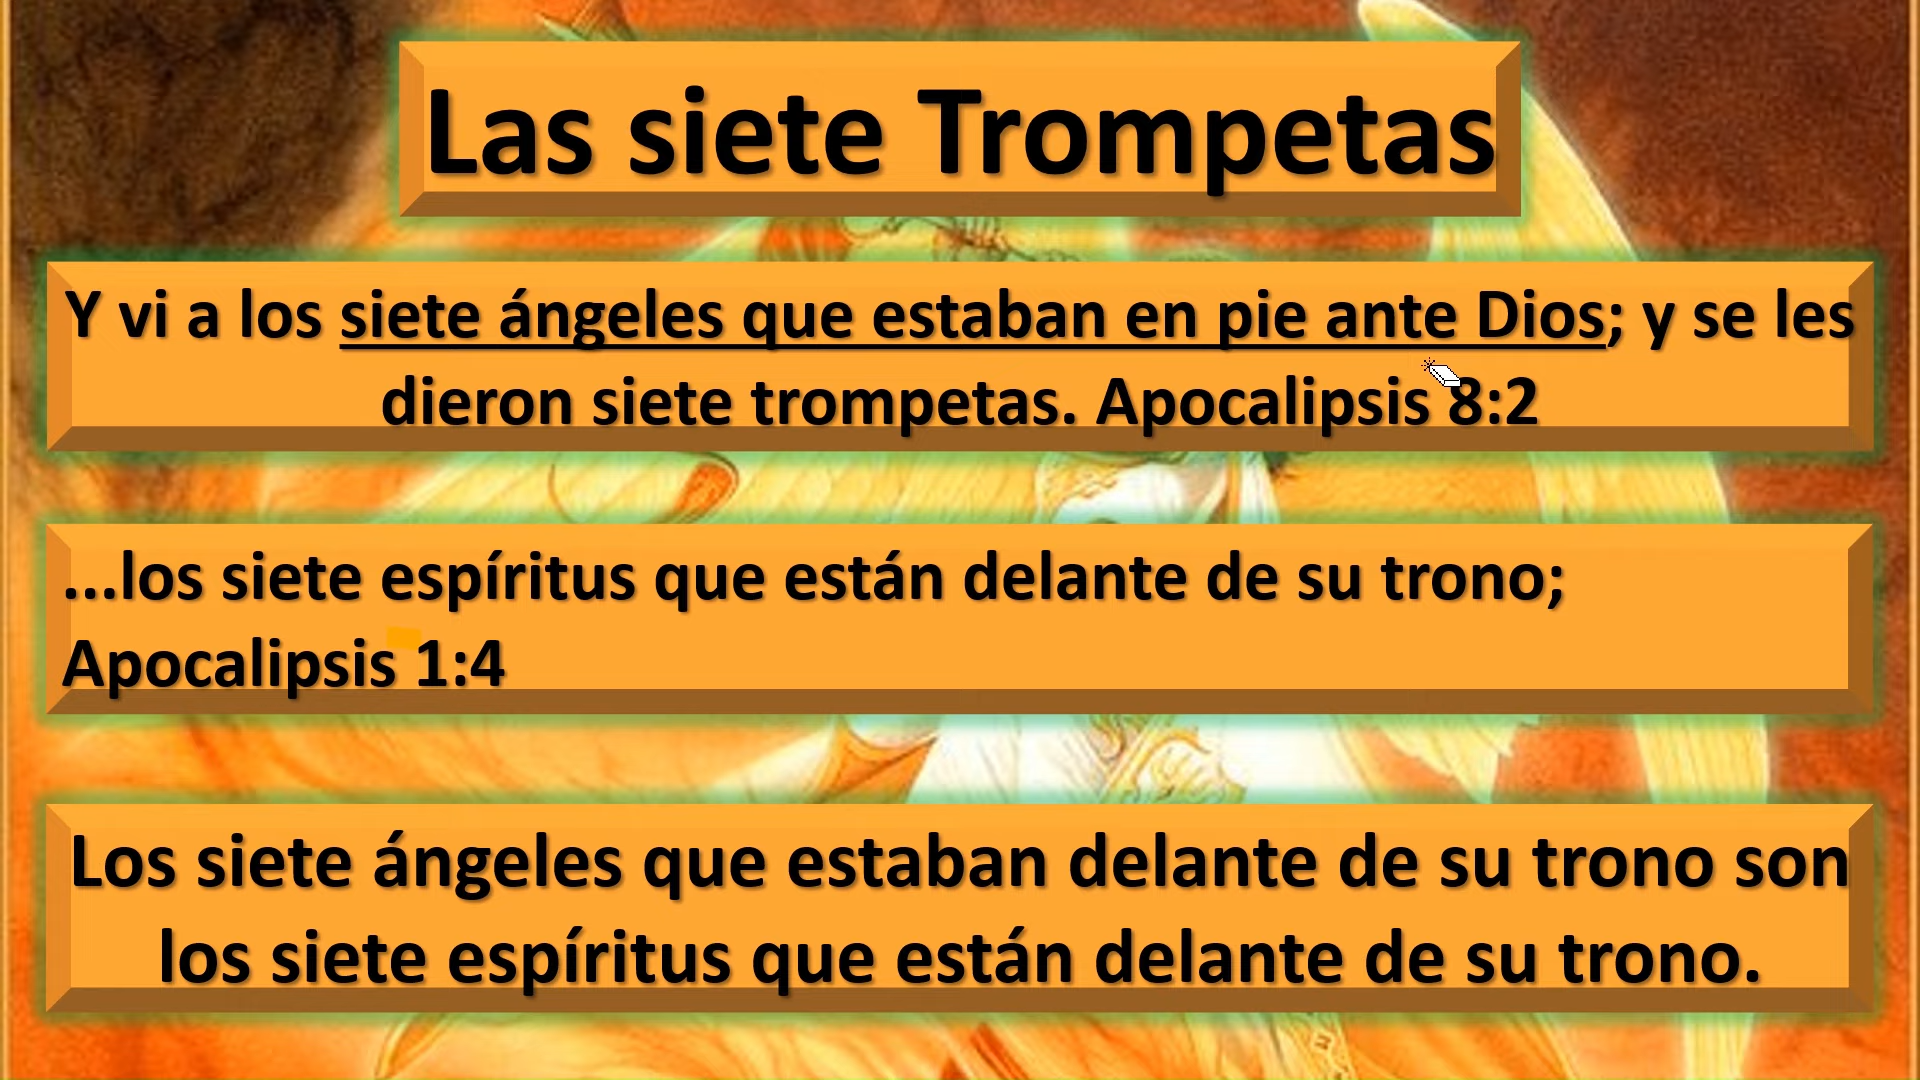 Las siete Trompetas
Y vi a los siete ángeles que estaban en pie ante Dios; y se les
dieron siete trompetas. Apocalipsis 8:2
...los siete espíritus que están delante de su trono;
Apocalipsis 1:4
Los siete ángeles que estaban delante de su trono son
los siete espíritus que están delante de su trono.